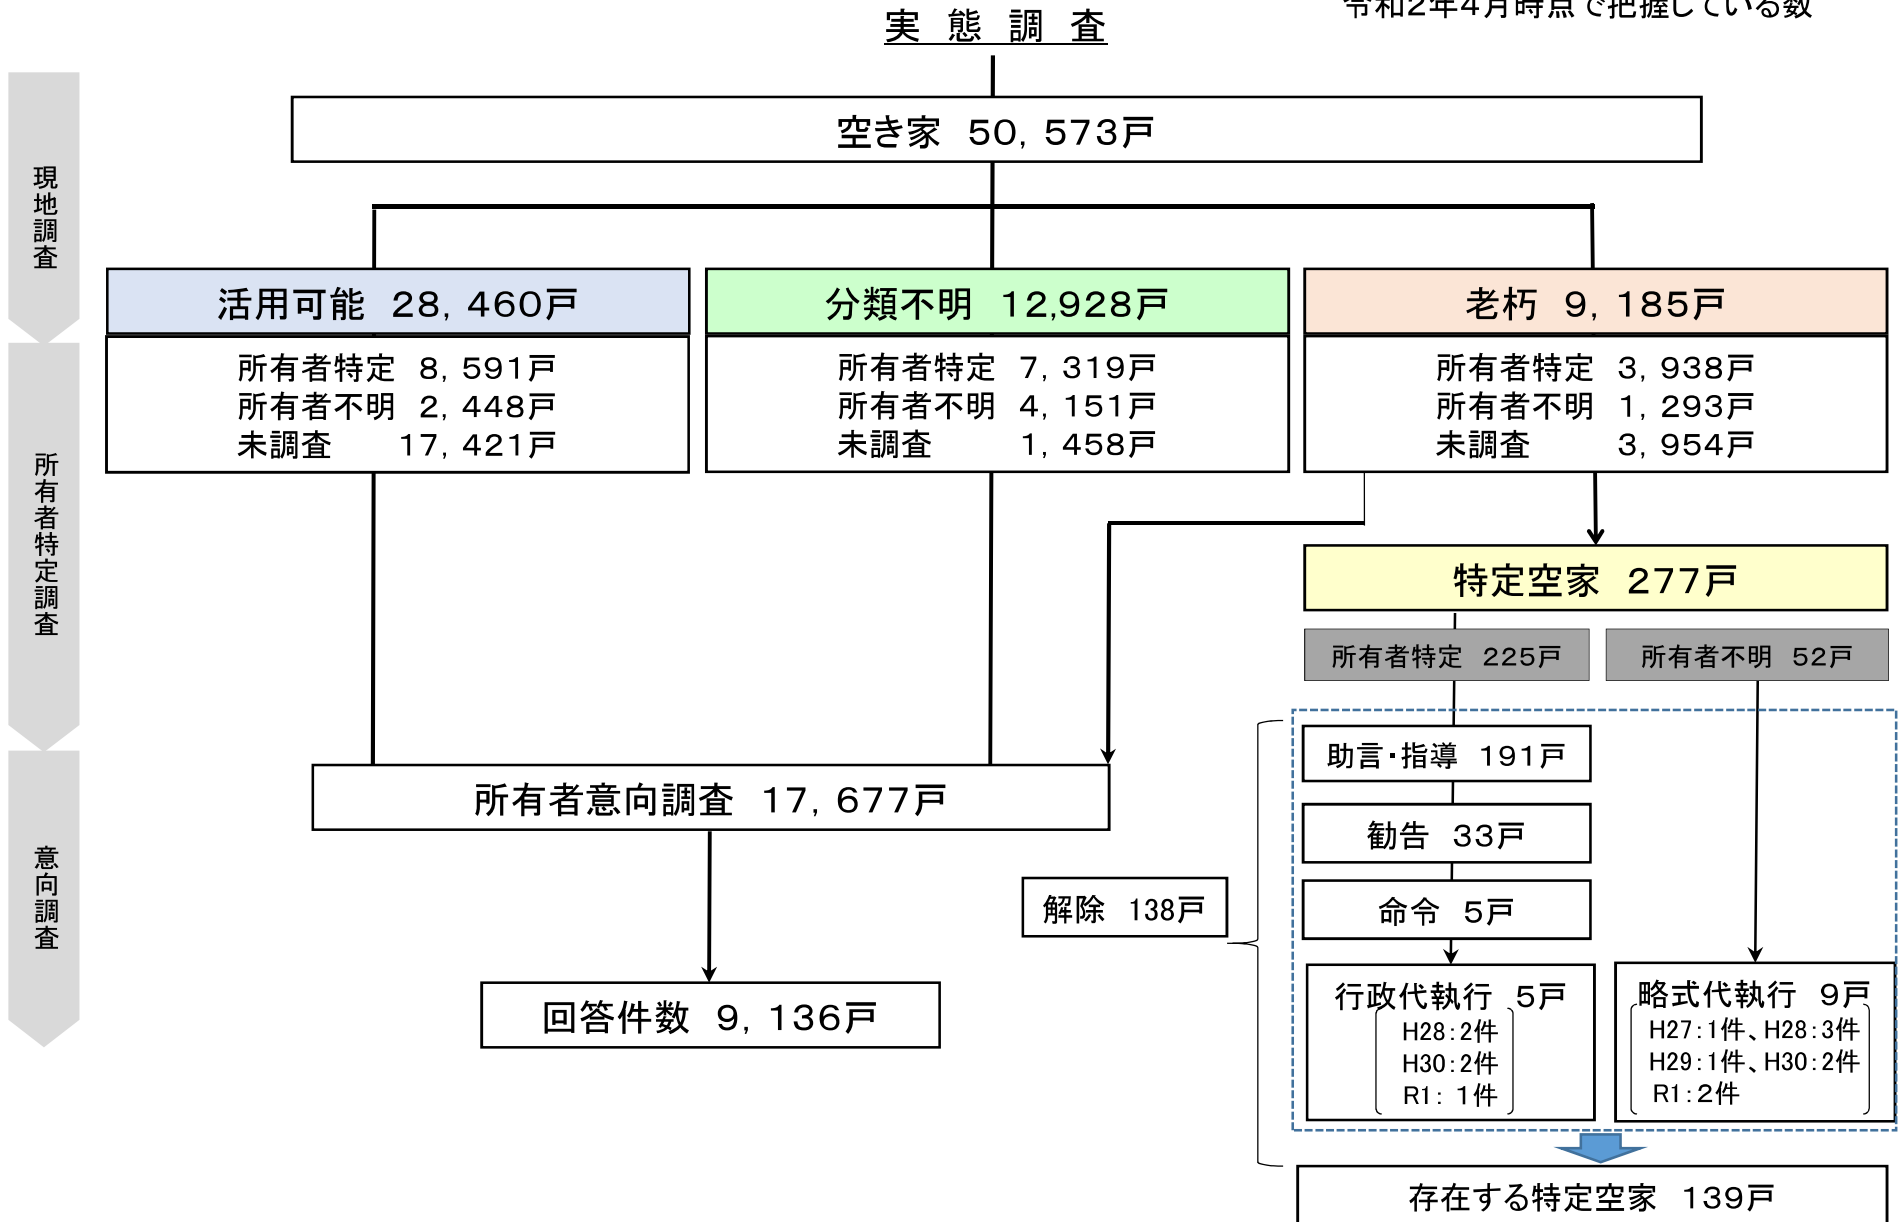 令和2年4月時点で把握している数
実態調査
現地調査
空き家 50,573戸
活用可能 28,460戸
所有者特定 8,591戸
所有者不明 2,448戸
未調査 17,421戸
分類不明 12,928戸
所有者特定 7,319戸
所有者不明 4,151戸
未調査 1,458戸
老朽 9,185戸
所有者特定 3,938戸
所有者不明 1,293戸
未調査 3,954戸
所有者特定調査
特定空家 277戸
所有者特定 225戸
所有者不明 52戸
意向調査
所有者意向調査 17,677戸
回答件数 9,136戸
解除 138戸
助言・指導 191戸
勧告 33戸
命令 5戸
行政代執行 5戸
H28:2件
H30:2件
R1:1件
略式代執行 9戸
H27:1件、H28:3件
H29:1件、H30:2件
R1:2件
存在する特定空家 139戸